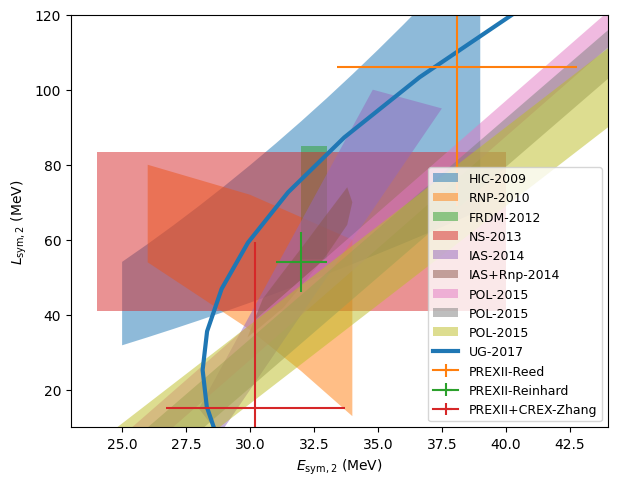 120
100
80
60
40
20
L_sym,2 (MeV)
25.0 27.5 30.0 32.5 35.0 37.5 40.0 42.5
E_sym,2 (MeV)
HIC-2009
RNP-2010
FRDM-2012
NS-2013
IAS-2014
IAS+Rnp-2014
POL-2015
POL-2015
POL-2015
UG-2017
PREXII-Reed
PREXII-Reinhard
PREXII+CREX-Zhang